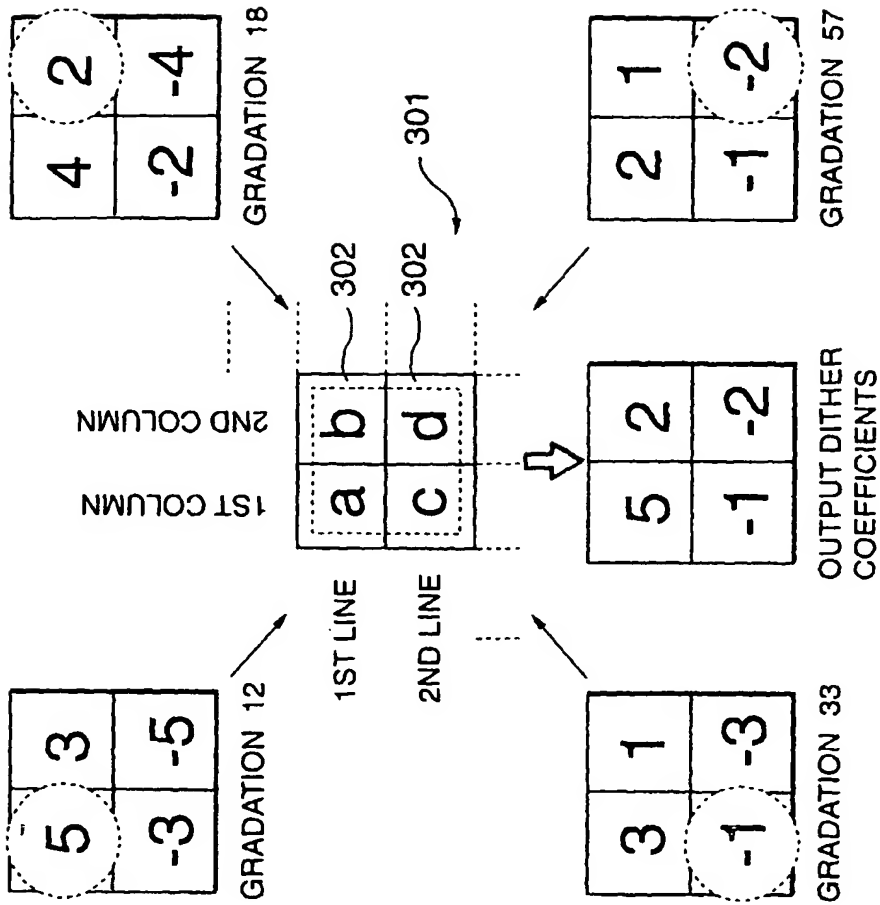 5 3
-3 -5
GRADATION 12
4 2
-2 -4
GRADATION 18
1ST COLUMN
2ND COLUMN
1ST LINE
a b
302
2ND LINE
c d
302
301
3 1
-1 -3
GRADATION 33
5 2
-1 -2
OUTPUT DITHER
COEFFICIENTS
2 1
-1 -2
GRADATION 57